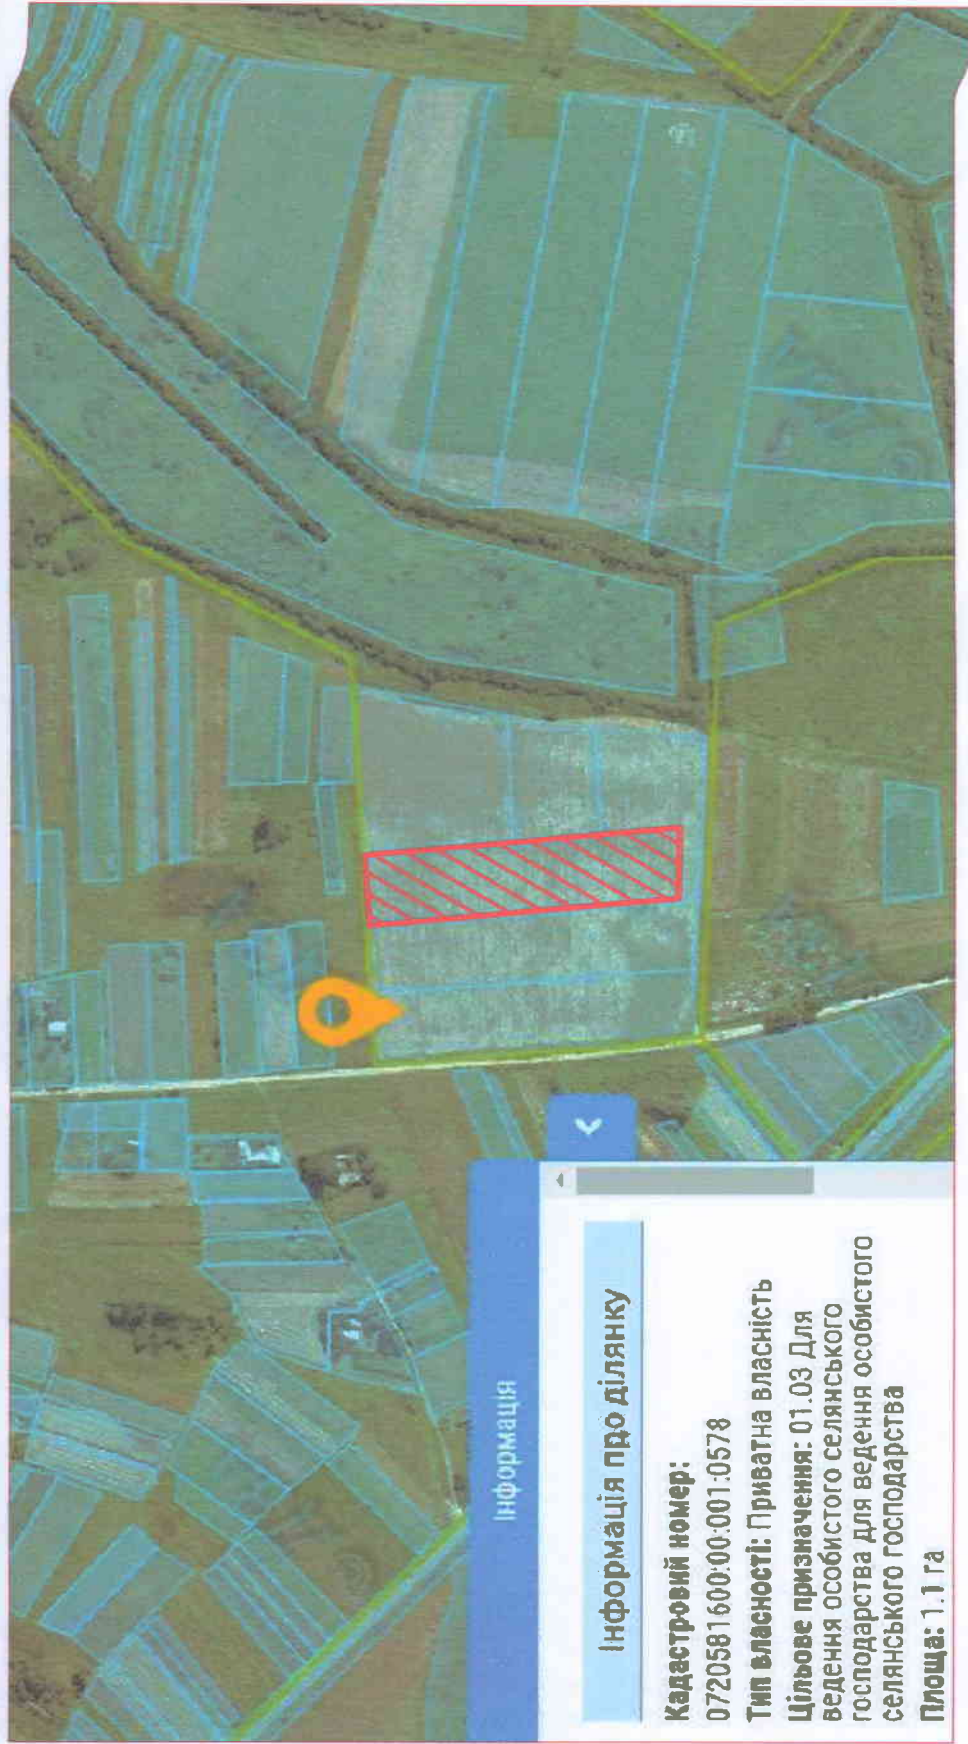 Інформація
Інформація про ділянку
Кадастровий номер:
0720581600:00:001:0578
Тип власності: Приватна власність
Цільове призначення: 01.03 Для
ведення особистого селянського
господарства для ведення особистого
селянського господарства
Площа: 1.1 га